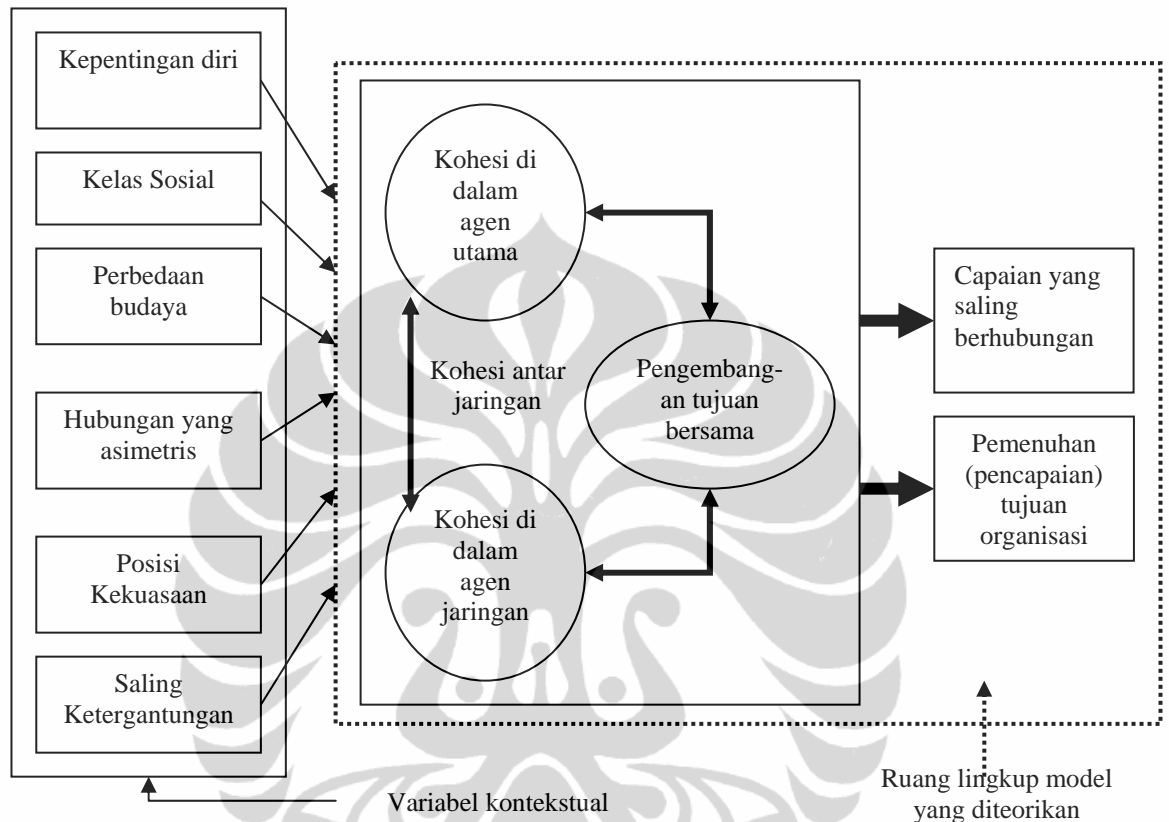 Kepentingan diri
Kelas Sosial
Perbedaan
budaya
Hubungan yang
asimetris
Posisi
Kekuasaan
Saling
Ketergantungan
Variabel kontekstual
Kohesi di
dalam
agen
utama
Kohesi antar
jaringan
Kohesi di
dalam
agen
jaringan
Pengembang-
an tujuan
bersama
Capaian yang
saling
berhubungan
Pemenuhan
(pencapaian)
tujuan
organisasi
Ruang lingkup model
yang diteorikan